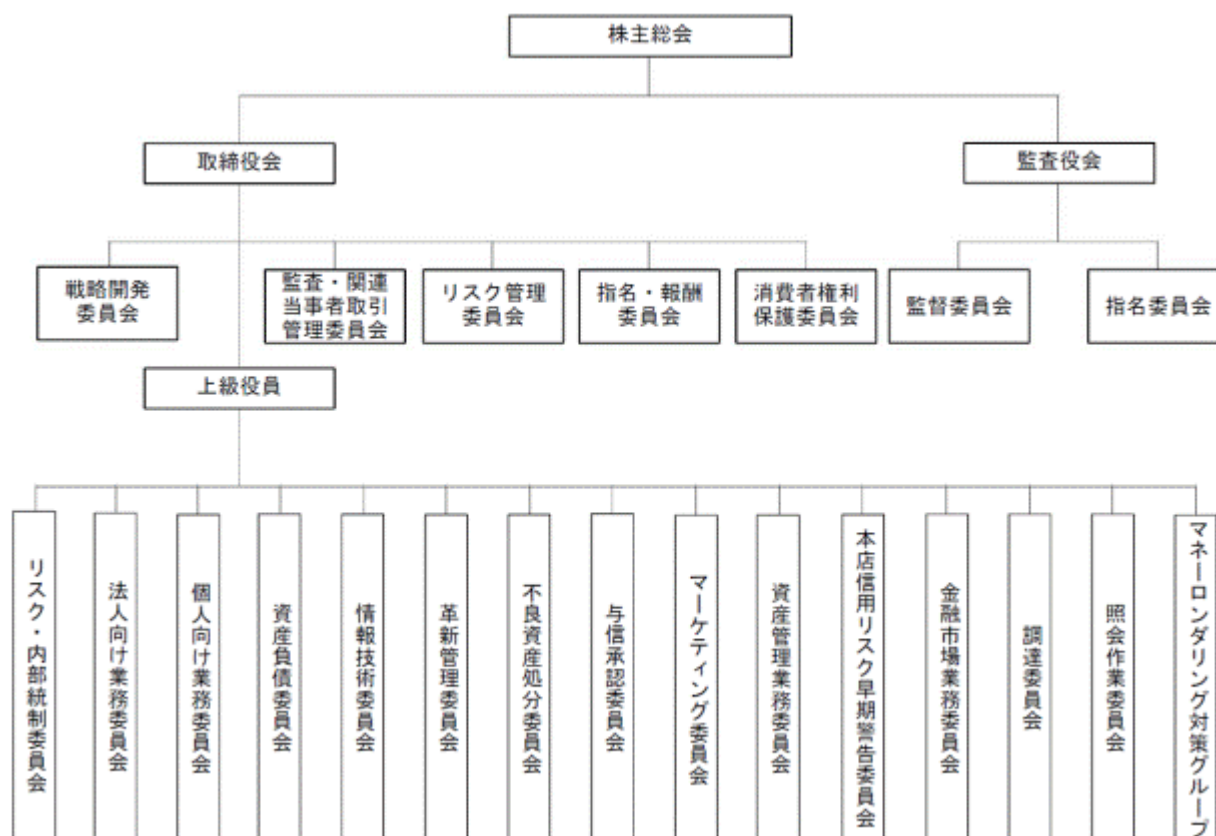 株主総会
取締役会
監査役会
戦略開発
委員会
監査・関連
当事者取引
管理委員会
リスク管理
委員会
指名・報酬
委員会
消費者権利
保護委員会
監督委員会
指名委員会
上級役員
リスク・内部統制委員会
法人向け業務委員会
個人向け業務委員会
資産負債委員会
情報技術委員会
革新管理委員会
不良資産処分委員会
与信承認委員会
マーケティング委員会
資産管理業務委員会
本店信用リスク早期警告委員会
金融市場業務委員会
調達委員会
照会作業委員会
マネーロンダリング対策グループ